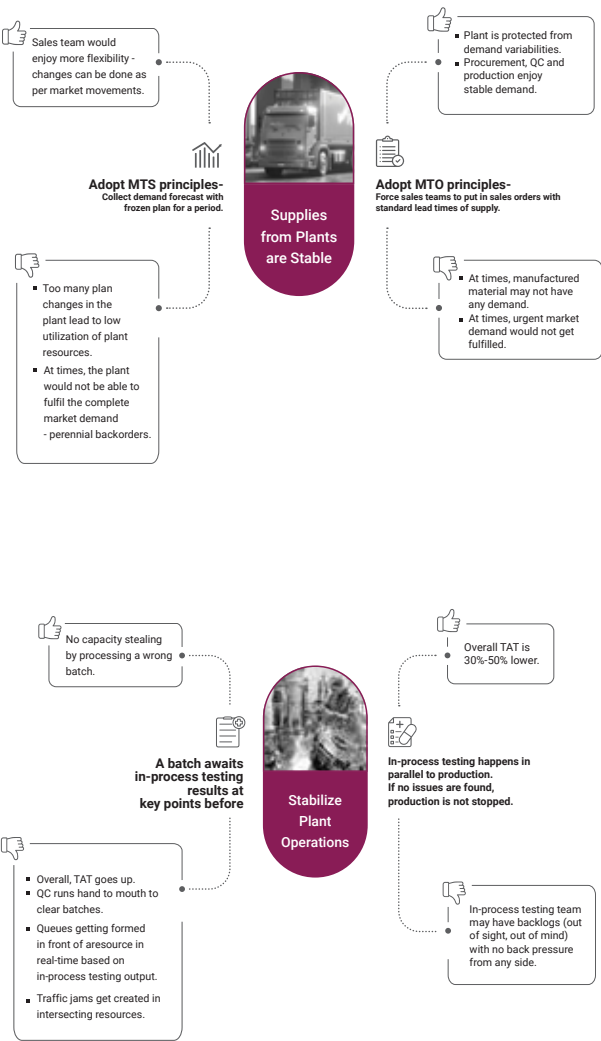 Sales team would
enjoy more flexibility -
changes can be done as
per market movements.
Plant is protected from
demand variabilities.
Procurement, QC and
production enjoy
stable demand.
Adopt MTS principles-
Collect demand forecast with
frozen plan for a period.
Supplies
from Plants
are Stable
Adopt MTO principles-
Force sales teams to put in sales orders with
standard lead times of supply.
Too many plan
changes in the
plant lead to low
utilization of plant
resources.
At times, the plant
would not be able to
fulfil the complete
market demand
- perennial backorders.
At times, manufactured
material may not have
any demand.
At times, urgent market
demand would not get
fulfilled.
No capacity stealing
by processing a wrong
batch.
Overall TAT is
30%-50% lower.
A batch awaits
in-process testing
results at
key points before
Stabilize
Plant
Operations
In-process testing happens in
parallel to production.
If no issues are found,
production is not stopped.
Overall, TAT goes up.
QC runs hand to mouth to
clear batches.
Queues getting formed
in front of aresource in
real-time based on
in-process testing output.
Traffic jams get created in
intersecting resources.
In-process testing team
may have backlogs (out
of sight, out of mind)
with no back pressure
from any side.